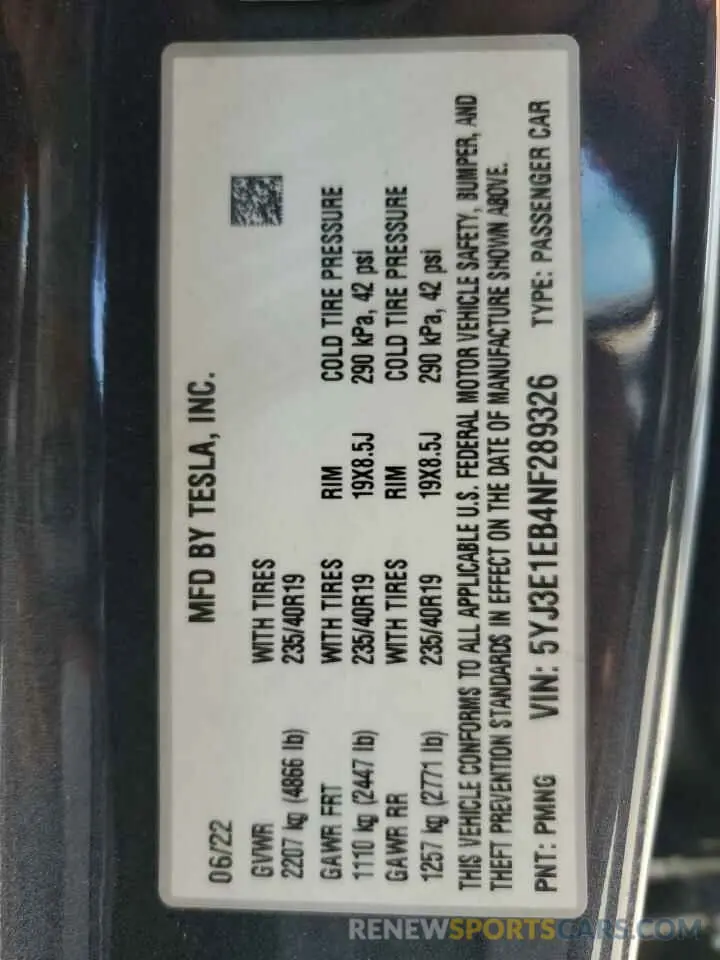 MFD BY TESLA, INC.
06/22
GVWR WITH TIRES
2207 kg (4866 lb) 235/40R19
GAWR FRT WITH TIRES RIM COLD TIRE PRESSURE
1110 kg (2447 lb) 235/40R19 19X8.5J 290 kPa, 42 psi
GAWR RR WITH TIRES RIM COLD TIRE PRESSURE
1257 kg (2771 lb) 235/40R19 19X8.5J 290 kPa, 42 psi
THIS VEHICLE CONFORMS TO ALL APPLICABLE U.S. FEDERAL MOTOR VEHICLE SAFETY, BUMPER, AND
THEFT PREVENTION STANDARDS IN EFFECT ON THE DATE OF MANUFACTURE SHOWN ABOVE.
PNT: PMNG VIN: 5YJ3E1EB4NF289326 TYPE: PASSENGER CAR
RENEWSPORTSCARS.COM